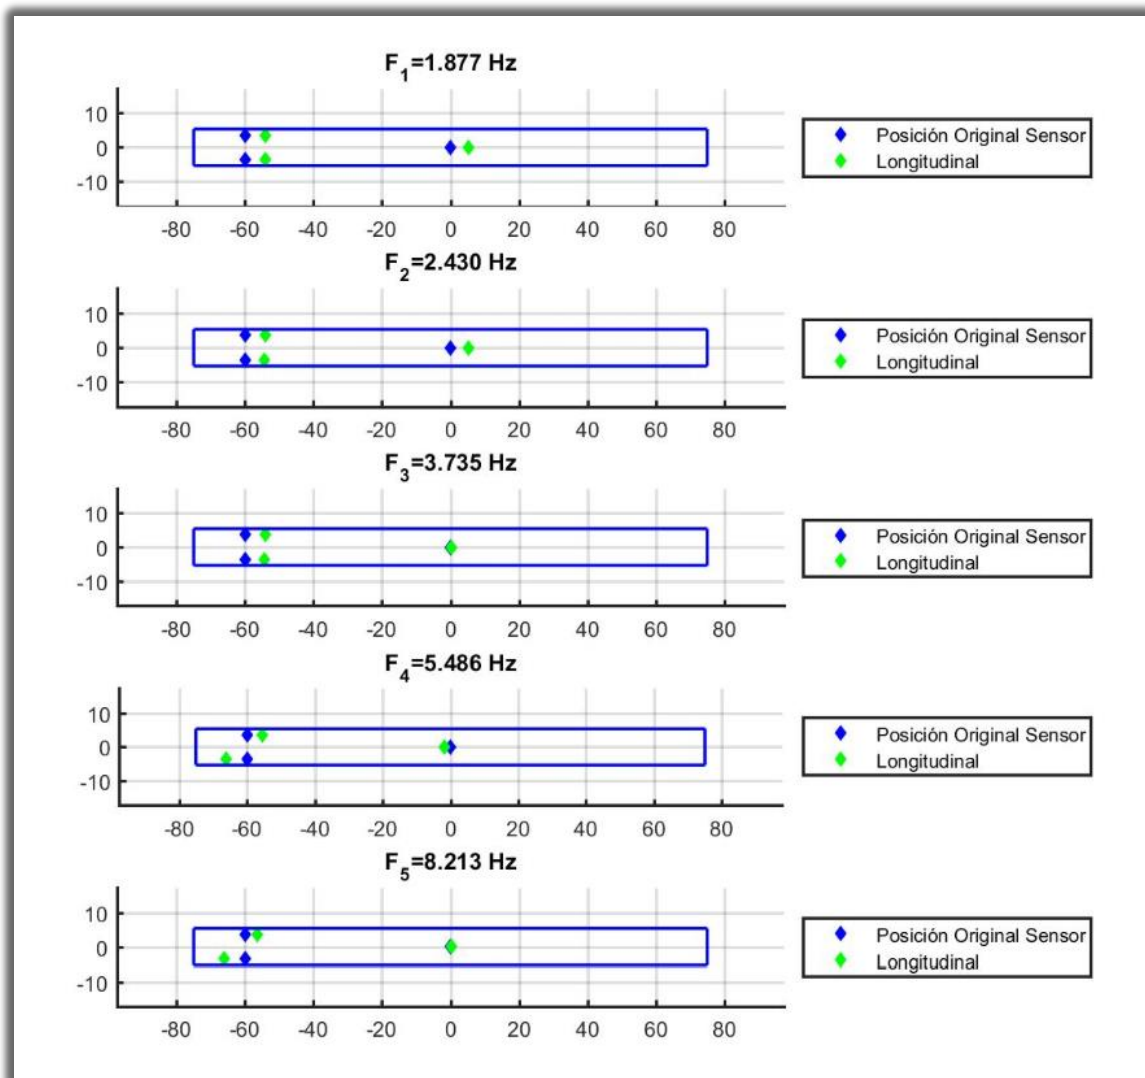 F1=1.877 Hz
10
0
-10
-80 -60 -40 -20 0 20 40 60 80
Posición Original Sensor
Longitudinal
F2=2.430 Hz
10
0
-10
-80 -60 -40 -20 0 20 40 60 80
Posición Original Sensor
Longitudinal
F3=3.735 Hz
10
0
-10
-80 -60 -40 -20 0 20 40 60 80
Posición Original Sensor
Longitudinal
F4=5.486 Hz
10
0
-10
-80 -60 -40 -20 0 20 40 60 80
Posición Original Sensor
Longitudinal
F5=8.213 Hz
10
0
-10
-80 -60 -40 -20 0 20 40 60 80
Posición Original Sensor
Longitudinal